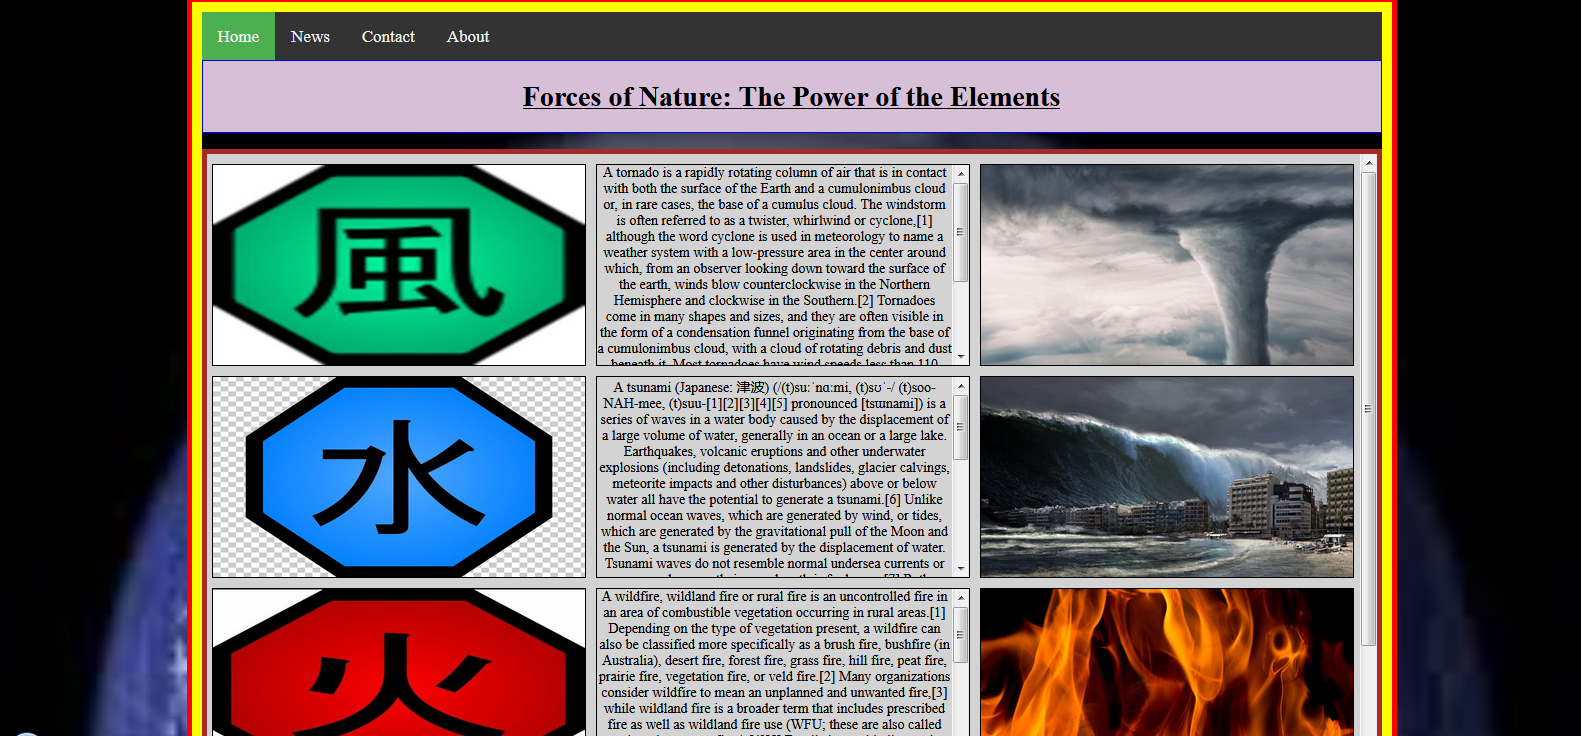 Home News Contact About
Forces of Nature: The Power of the Elements
風
A tornado is a rapidly rotating column of air that is in contact
with both the surface of the Earth and a cumulonimbus cloud
or, in rare cases, the base of a cumulus cloud. The windstorm
is often referred to as a twister, whirlwind or cyclone,[1]
although the word cyclone is used in meteorology to name a
weather system with a low-pressure area in the center around
which, from an observer looking down toward the surface of
the earth, winds blow counterclockwise in the Northern
Hemisphere and clockwise in the Southern.[2] Tornadoes
come in many shapes and sizes, and they are often visible in
the form of a condensation funnel originating from the base of
a cumulonimbus cloud, with a cloud of rotating debris and dust
beneath it. Most tornadoes have wind speeds less than 110
水
A tsunami (Japanese: 津波) (/(t)suːˈnɑːmi, (t)sʊˈ-/ (t)soo-
NAH-mee, (t)suu-[1][2][3][4][5] pronounced [tsɯnami]) is a
series of waves in a water body caused by the displacement of
a large volume of water, generally in an ocean or a large lake.
Earthquakes, volcanic eruptions and other underwater
explosions (including detonations, landslides, glacier calvings,
meteorite impacts and other disturbances) above or below
water all have the potential to generate a tsunami.[6] Unlike
normal ocean waves, which are generated by wind, or tides,
which are generated by the gravitational pull of the Moon and
the Sun, a tsunami is generated by the displacement of water.
Tsunami waves do not resemble normal undersea currents or
火
A wildfire, wildland fire or rural fire is an uncontrolled fire in
an area of combustible vegetation occurring in rural areas.[1]
Depending on the type of vegetation present, a wildfire can
also be classified more specifically as a brush fire, bushfire (in
Australia), desert fire, forest fire, grass fire, hill fire, peat fire,
prairie fire, vegetation fire, or veld fire.[2] Many organizations
consider wildfire to mean an unplanned and unwanted fire,[3]
while wildland fire is a broader term that includes prescribed
fire as well as wildland fire use (WFU; these are also called